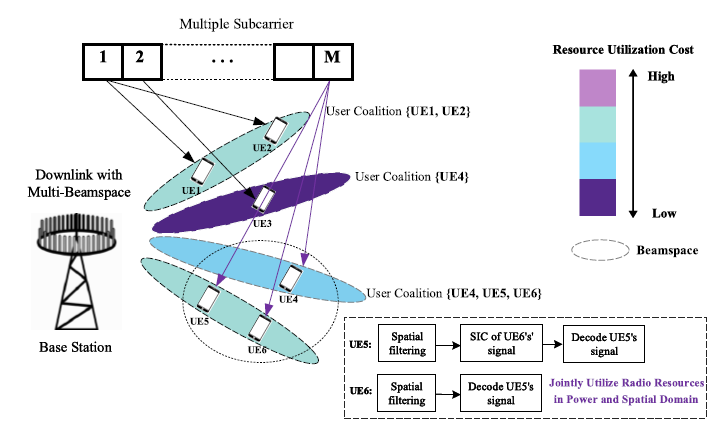 Multiple Subcarrier
1 2 ... M
Resource Utilization Cost
High
Low
Beamspace
User Coalition {UE1, UE2}
UE2
UE1
Downlink with
Multi-Beamspace
User Coalition {UE4}
UE3
UE4
User Coalition {UE4, UE5, UE6}
UE5
UE6
Base Station
UE5: Spatial filtering SIC of UE6's' signal Decode UE5's signal
UE6: Spatial filtering Decode UE5's signal
Jointly Utilize Radio Resources
in Power and Spatial Domain